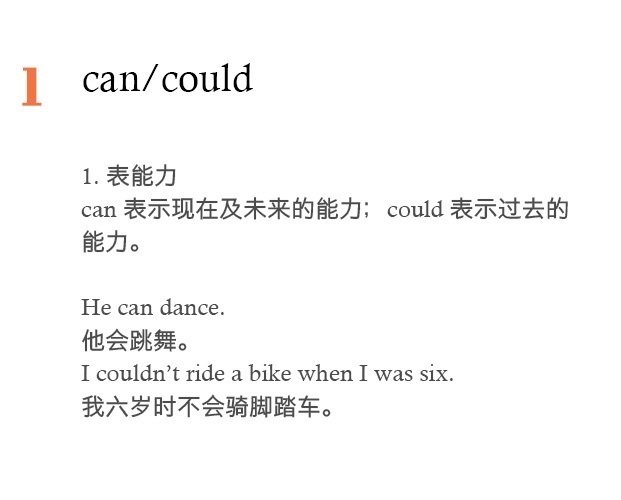 1
can/could
1. 表能力
can 表示现在及未来的能力；could 表示过去的
能力。
He can dance.
他会跳舞。
I couldn’t ride a bike when I was six.
我六岁时不会骑脚踏车。